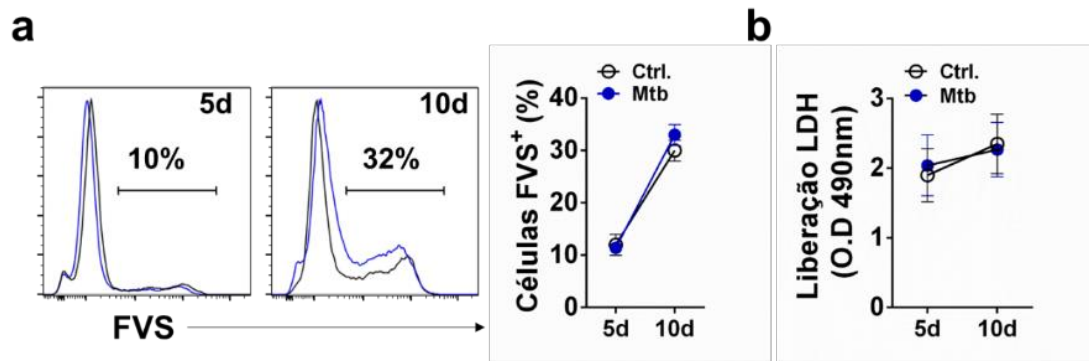 a
5d
10%
10d
32%
FVS
Células FVS⁺ (%)
Ctrl.
Mtb
40
30
20
10
0
5d
10d
b
Liberação LDH
(O.D 490nm)
Ctrl.
Mtb
3
2
1
0
5d
10d